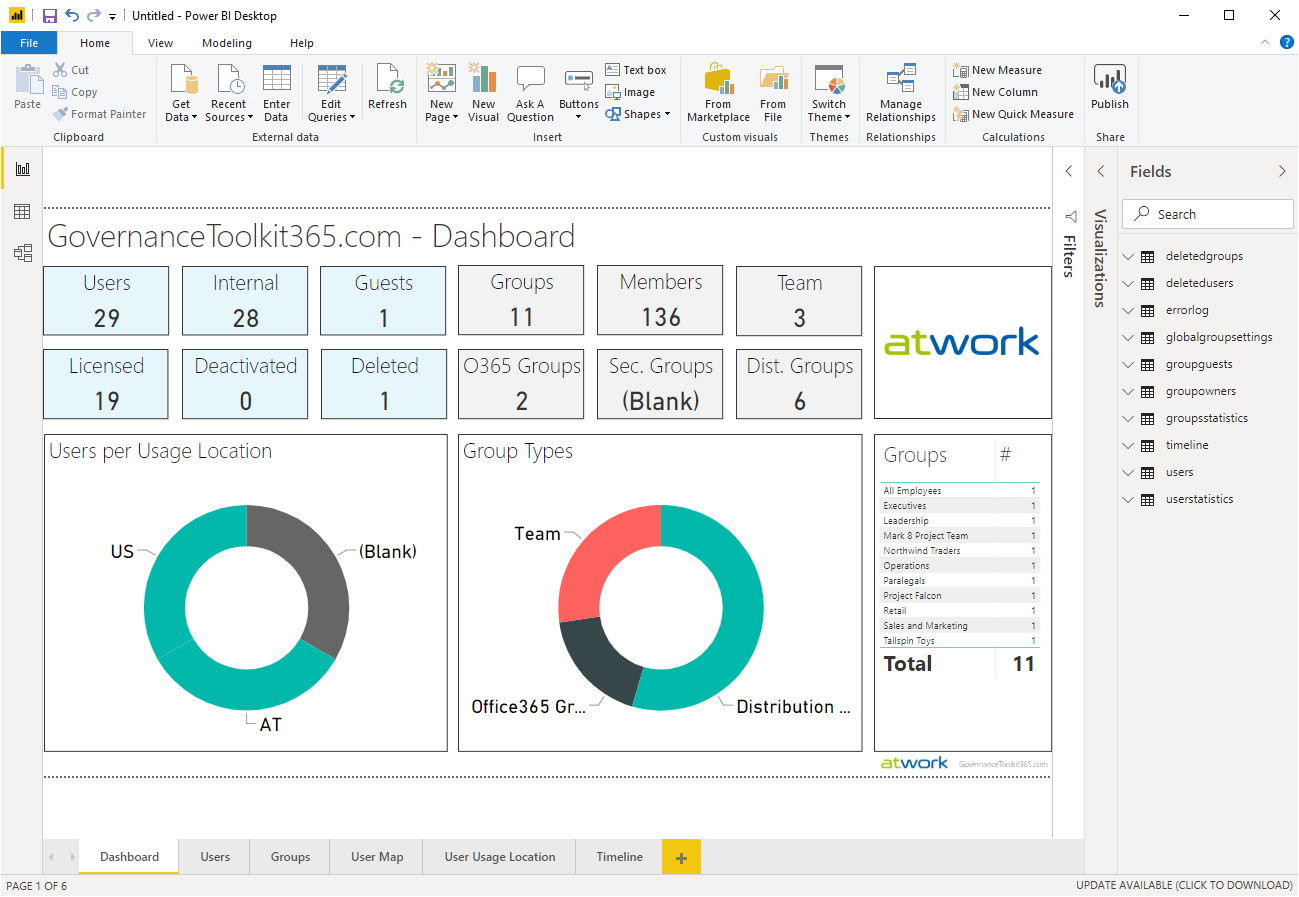 Untitled - Power BI Desktop
File Home View Modeling Help
Paste
Cut
Copy
Format Painter
Clipboard
Get Data
Recent Sources
Enter Data
Edit Queries
Refresh
External data
New Page
New Visual
Ask A Question
Buttons
Text box
Image
Shapes
Insert
From Marketplace
From File
Custom visuals
Switch Theme
Themes
Manage Relationships
Relationships
New Measure
New Column
New Quick Measure
Calculations
Publish
Share
GovernanceToolkit365.com - Dashboard
Users
29
Internal
28
Guests
1
Groups
11
Members
136
Team
3
Licensed
19
Deactivated
0
Deleted
1
O365 Groups
2
Sec. Groups
(Blank)
Dist. Groups
6
atwork
Users per Usage Location
US
(Blank)
AT
Group Types
Team
Office365 Gr...
Distribution ...
Groups #
All Employees 1
Executives 1
Leadership 1
Mark 8 Project Team 1
Northwind Traders 1
Operations 1
Paralegals 1
Project Falcon 1
Retail 1
Sales and Marketing 1
Tailspin Toys 1
Total 11
atwork GovernanceToolkit365.com
Filters
Visualizations
Fields
Search
deletedgroups
deletedusers
errorlog
globalgroupsettings
groupguests
groupowners
groupsstatistics
timeline
users
userstatistics
Dashboard Users Groups User Map User Usage Location Timeline
PAGE 1 OF 6
UPDATE AVAILABLE (CLICK TO DOWNLOAD)